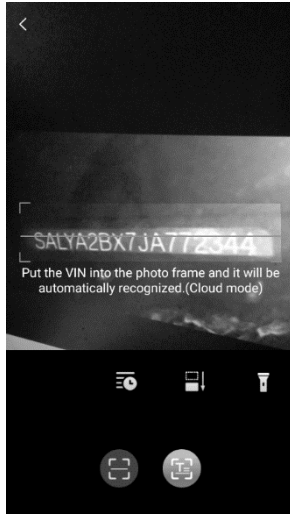 SALYA2BX7JA772344
Put the VIN into the photo frame and it will be
automatically recognized.(Cloud mode)